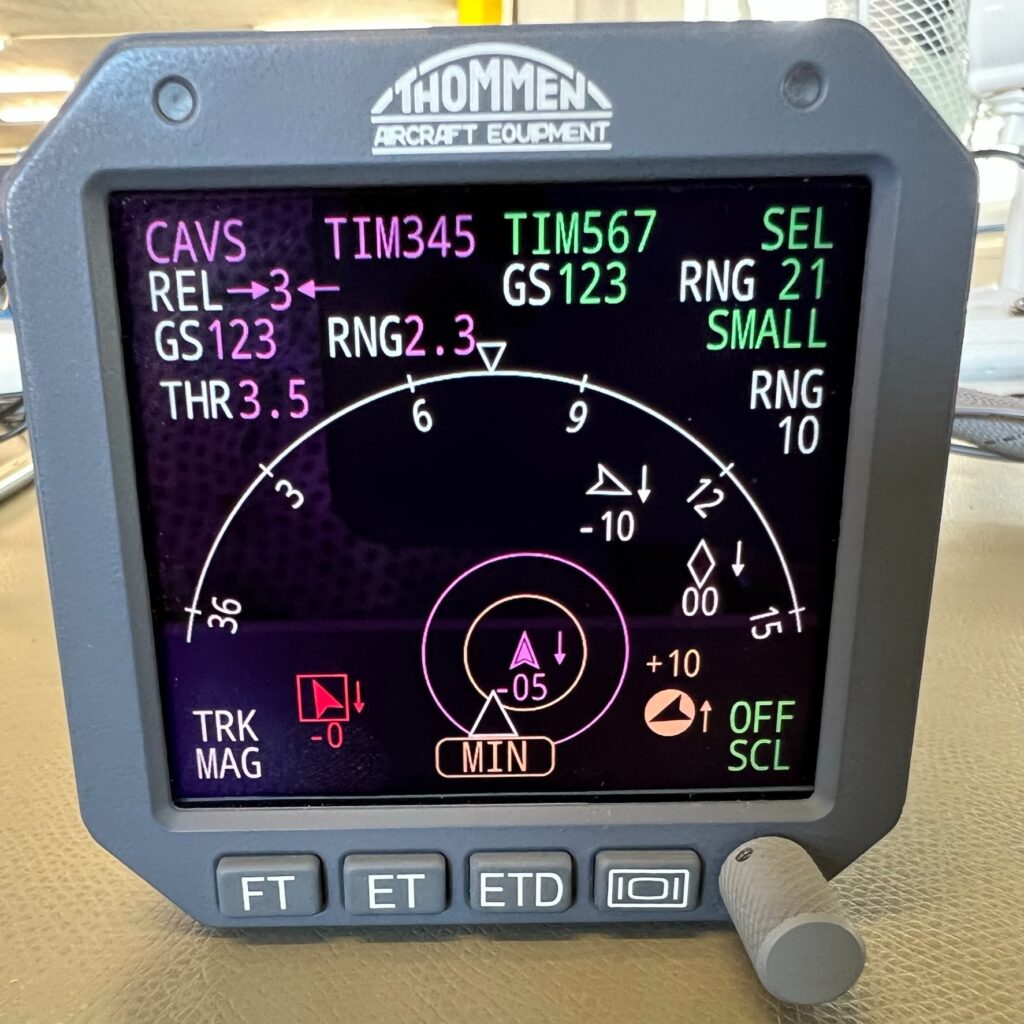 THOMMEN
AIRCRAFT EQUIPMENT
CAVS TIM345 TIM567 SEL
REL→3← GS123 RNG 21
GS123 RNG2.3 SMALL
THR3.5 RNG
10
6 9
3 12
-10
00
36 15
-05
+10
-0
TRK OFF
MAG MIN SCL
FT ET ETD